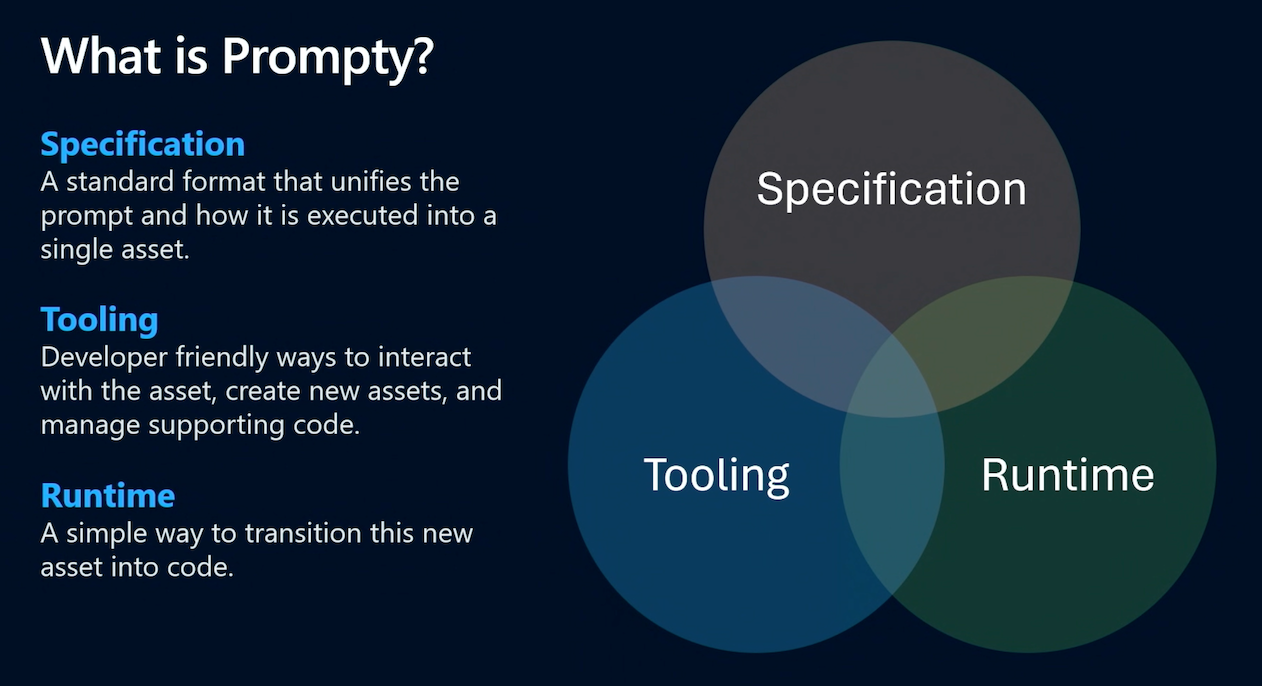 What is Prompty?
Specification
A standard format that unifies the
prompt and how it is executed into a
single asset.
Tooling
Developer friendly ways to interact
with the asset, create new assets, and
manage supporting code.
Runtime
A simple way to transition this new
asset into code.
Specification
Tooling
Runtime